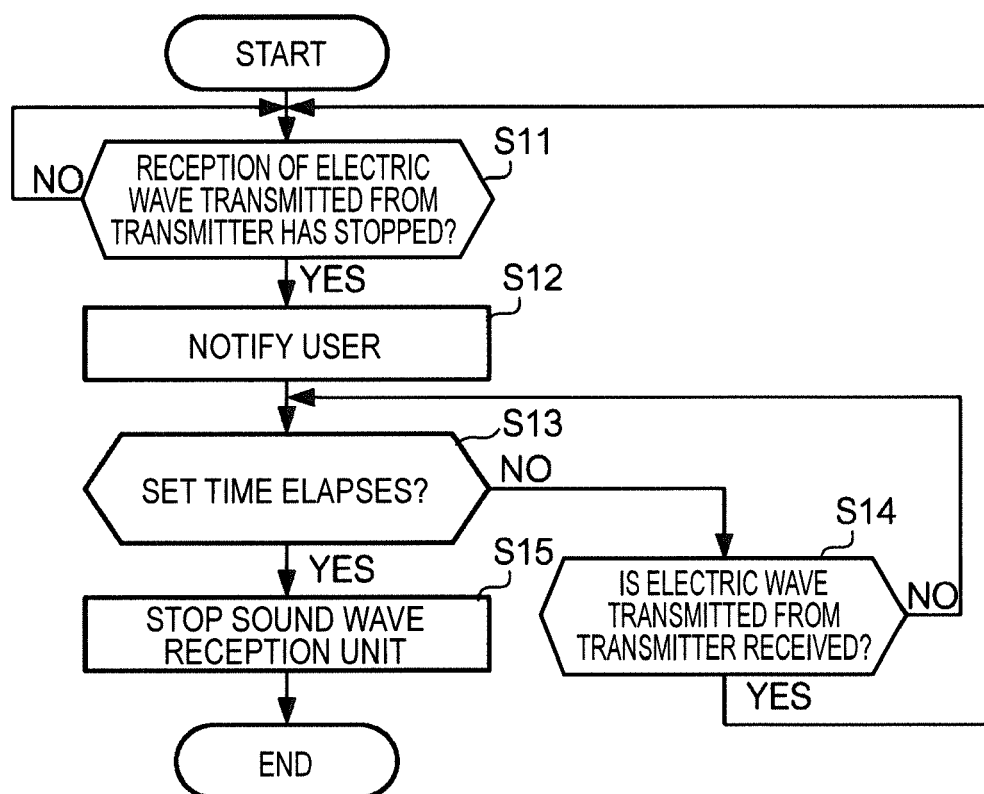 START
S11
RECEPTION OF ELECTRIC
WAVE TRANSMITTED FROM
TRANSMITTER HAS STOPPED?
NO
YES
S12
NOTIFY USER
S13
SET TIME ELAPSES?
NO
YES
S14
IS ELECTRIC WAVE
TRANSMITTED FROM
TRANSMITTER RECEIVED?
NO
YES
S15
STOP SOUND WAVE
RECEPTION UNIT
END